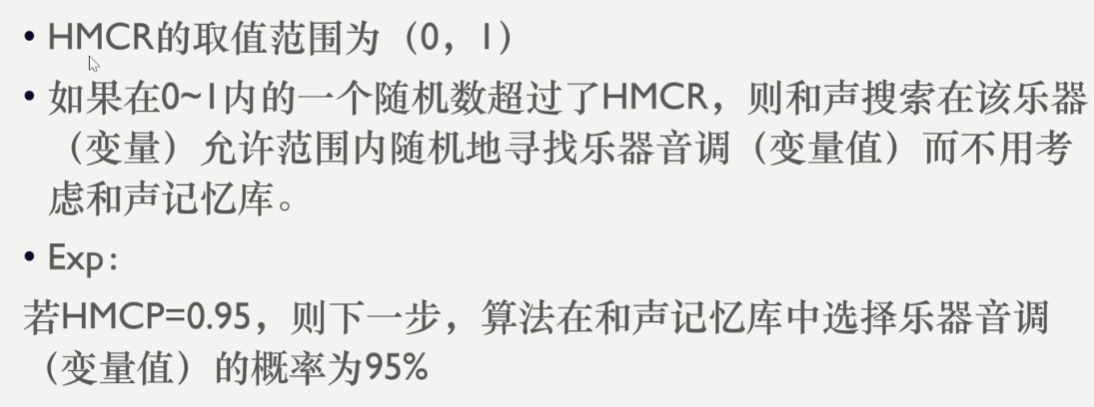 • HMCR的取值范围为（0，1）
• 如果在0~1内的一个随机数超过了HMCR，则和声搜索在该乐器
（变量）允许范围内随机地寻找乐器音调（变量值）而不用考
虑和声记忆库。
• Exp：
若HMCP=0.95，则下一步，算法在和声记忆库中选择乐器音调
（变量值）的概率为95%